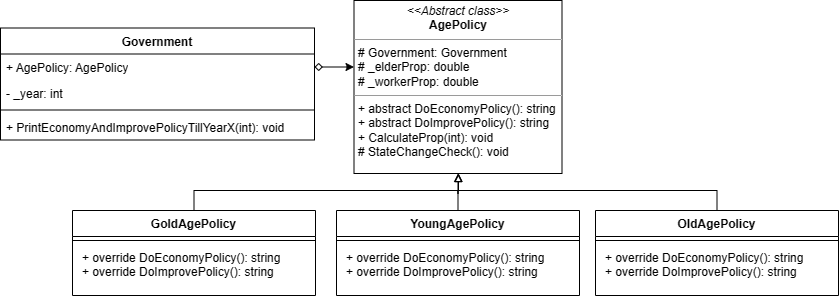 <<Abstract class>>
AgePolicy
# Government: Government
# _elderProp: double
# _workerProp: double
+ abstract DoEconomyPolicy(): string
+ abstract DoImprovePolicy(): string
+ CalculateProp(int): void
# StateChangeCheck(): void
Government
+ AgePolicy: AgePolicy
- _year: int
+ PrintEconomyAndImprovePolicyTillYearX(int): void
GoldAgePolicy
+ override DoEconomyPolicy(): string
+ override DoImprovePolicy(): string
YoungAgePolicy
+ override DoEconomyPolicy(): string
+ override DoImprovePolicy(): string
OldAgePolicy
+ override DoEconomyPolicy(): string
+ override DoImprovePolicy(): string